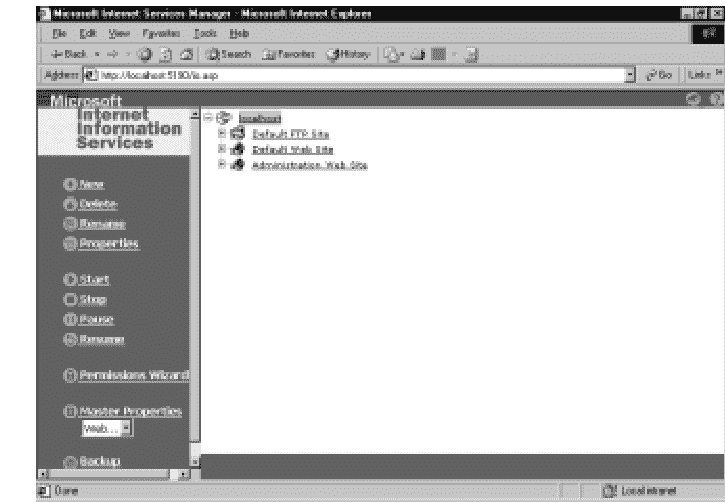 Microsoft Internet Services Manager - Microsoft Internet Explorer
File Edit View Favorites Tools Help
Back Search Favorites History
Address http://localhost:5190/iis.asp Go Links »
Microsoft
Internet
Information
Services
localhost
Default FTP Site
Default Web Site
Administration Web Site
New
Delete
Rename
Properties
Start
Stop
Pause
Resume
Permissions Wizard
Master Properties
Web...
Backup
Done Local intranet